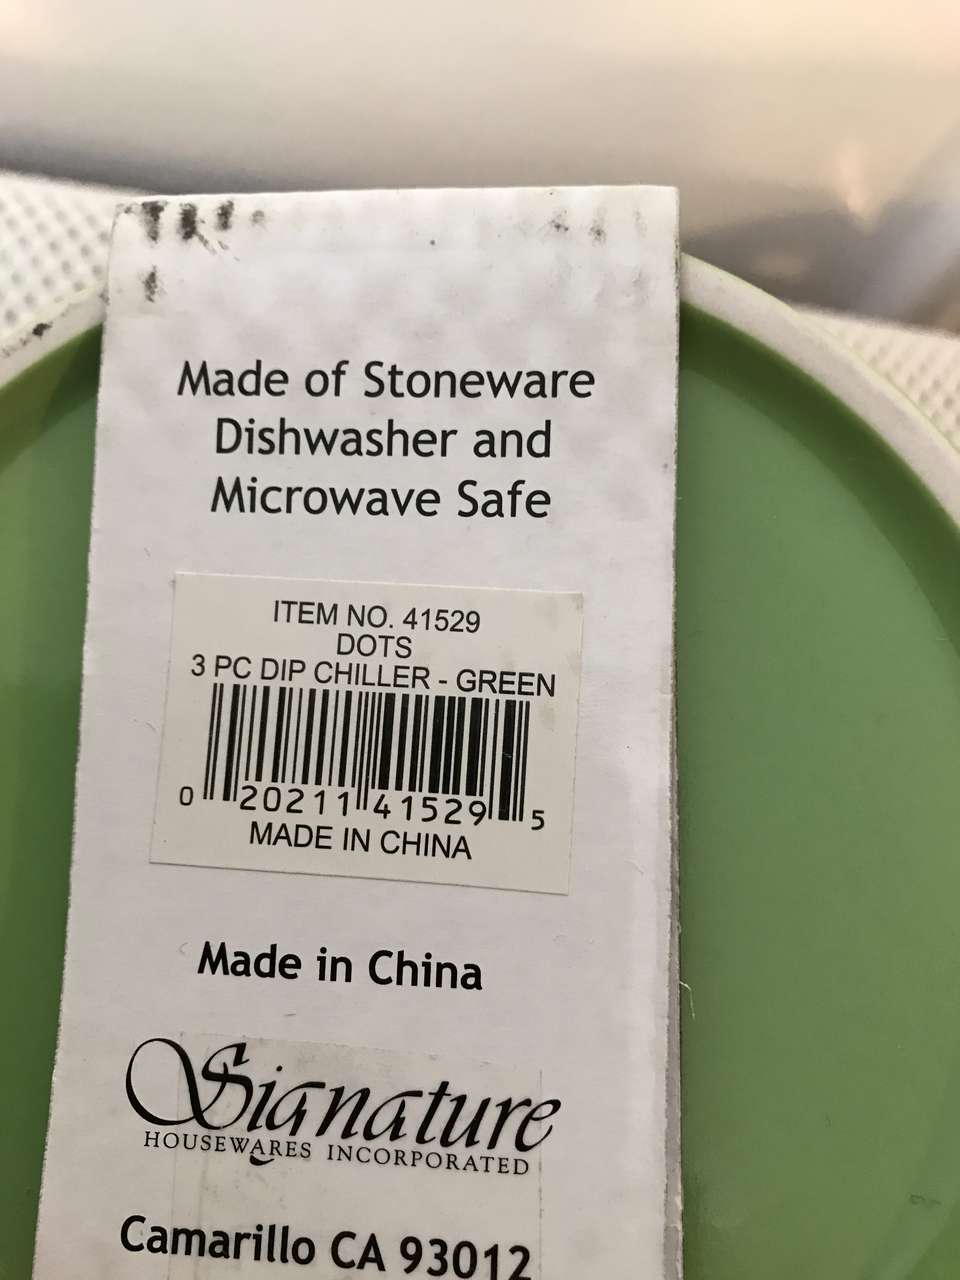 Made of Stoneware
Dishwasher and
Microwave Safe
ITEM NO. 41529
DOTS
3 PC DIP CHILLER - GREEN
0 20211 41529 5
MADE IN CHINA
Made in China
Signature
HOUSEWARES INCORPORATED
Camarillo CA 93012